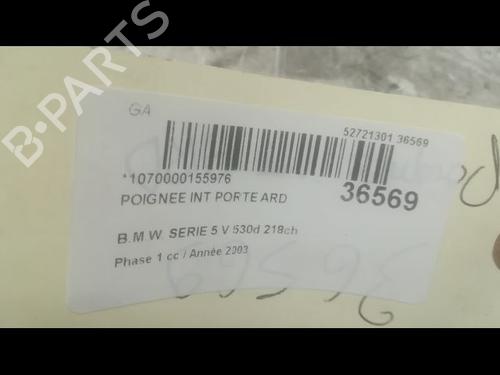 GA
52721301 36569
*1070000155976
POIGNEE INT PORTE ARD
36569
B.M.W. SERIE 5 V 530d 218ch
Phase 1 cc / Année 2003
36569
B-PARTS